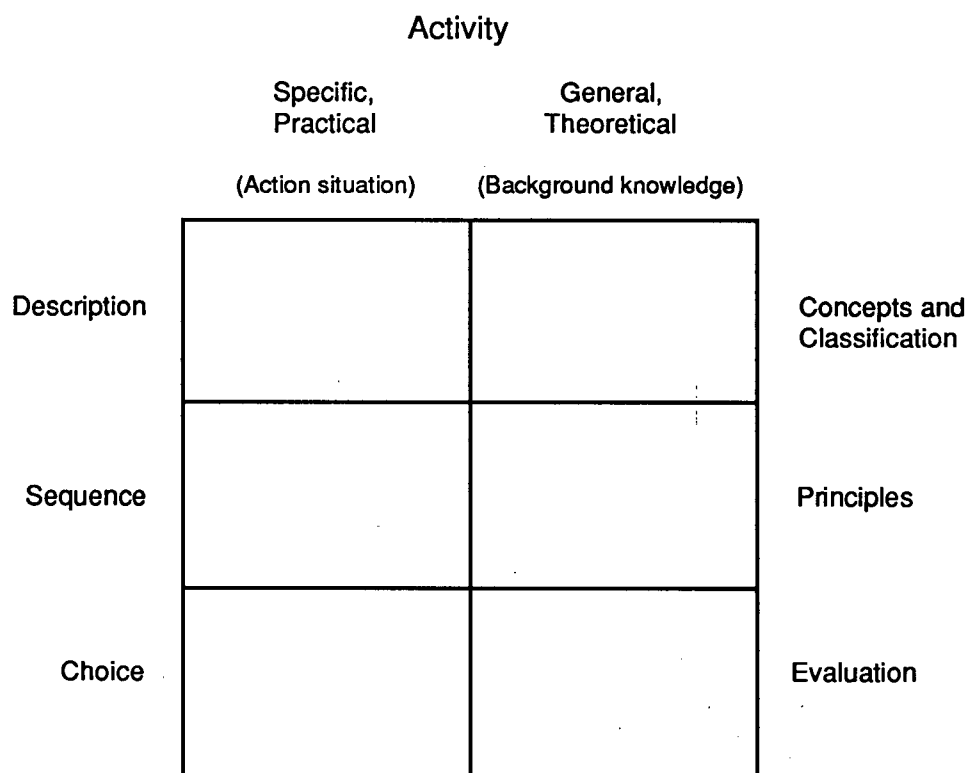 Activity
Specific,
Practical
General,
Theoretical
(Action situation)
(Background knowledge)
Description
Concepts and
Classification
Sequence
Principles
Choice
Evaluation